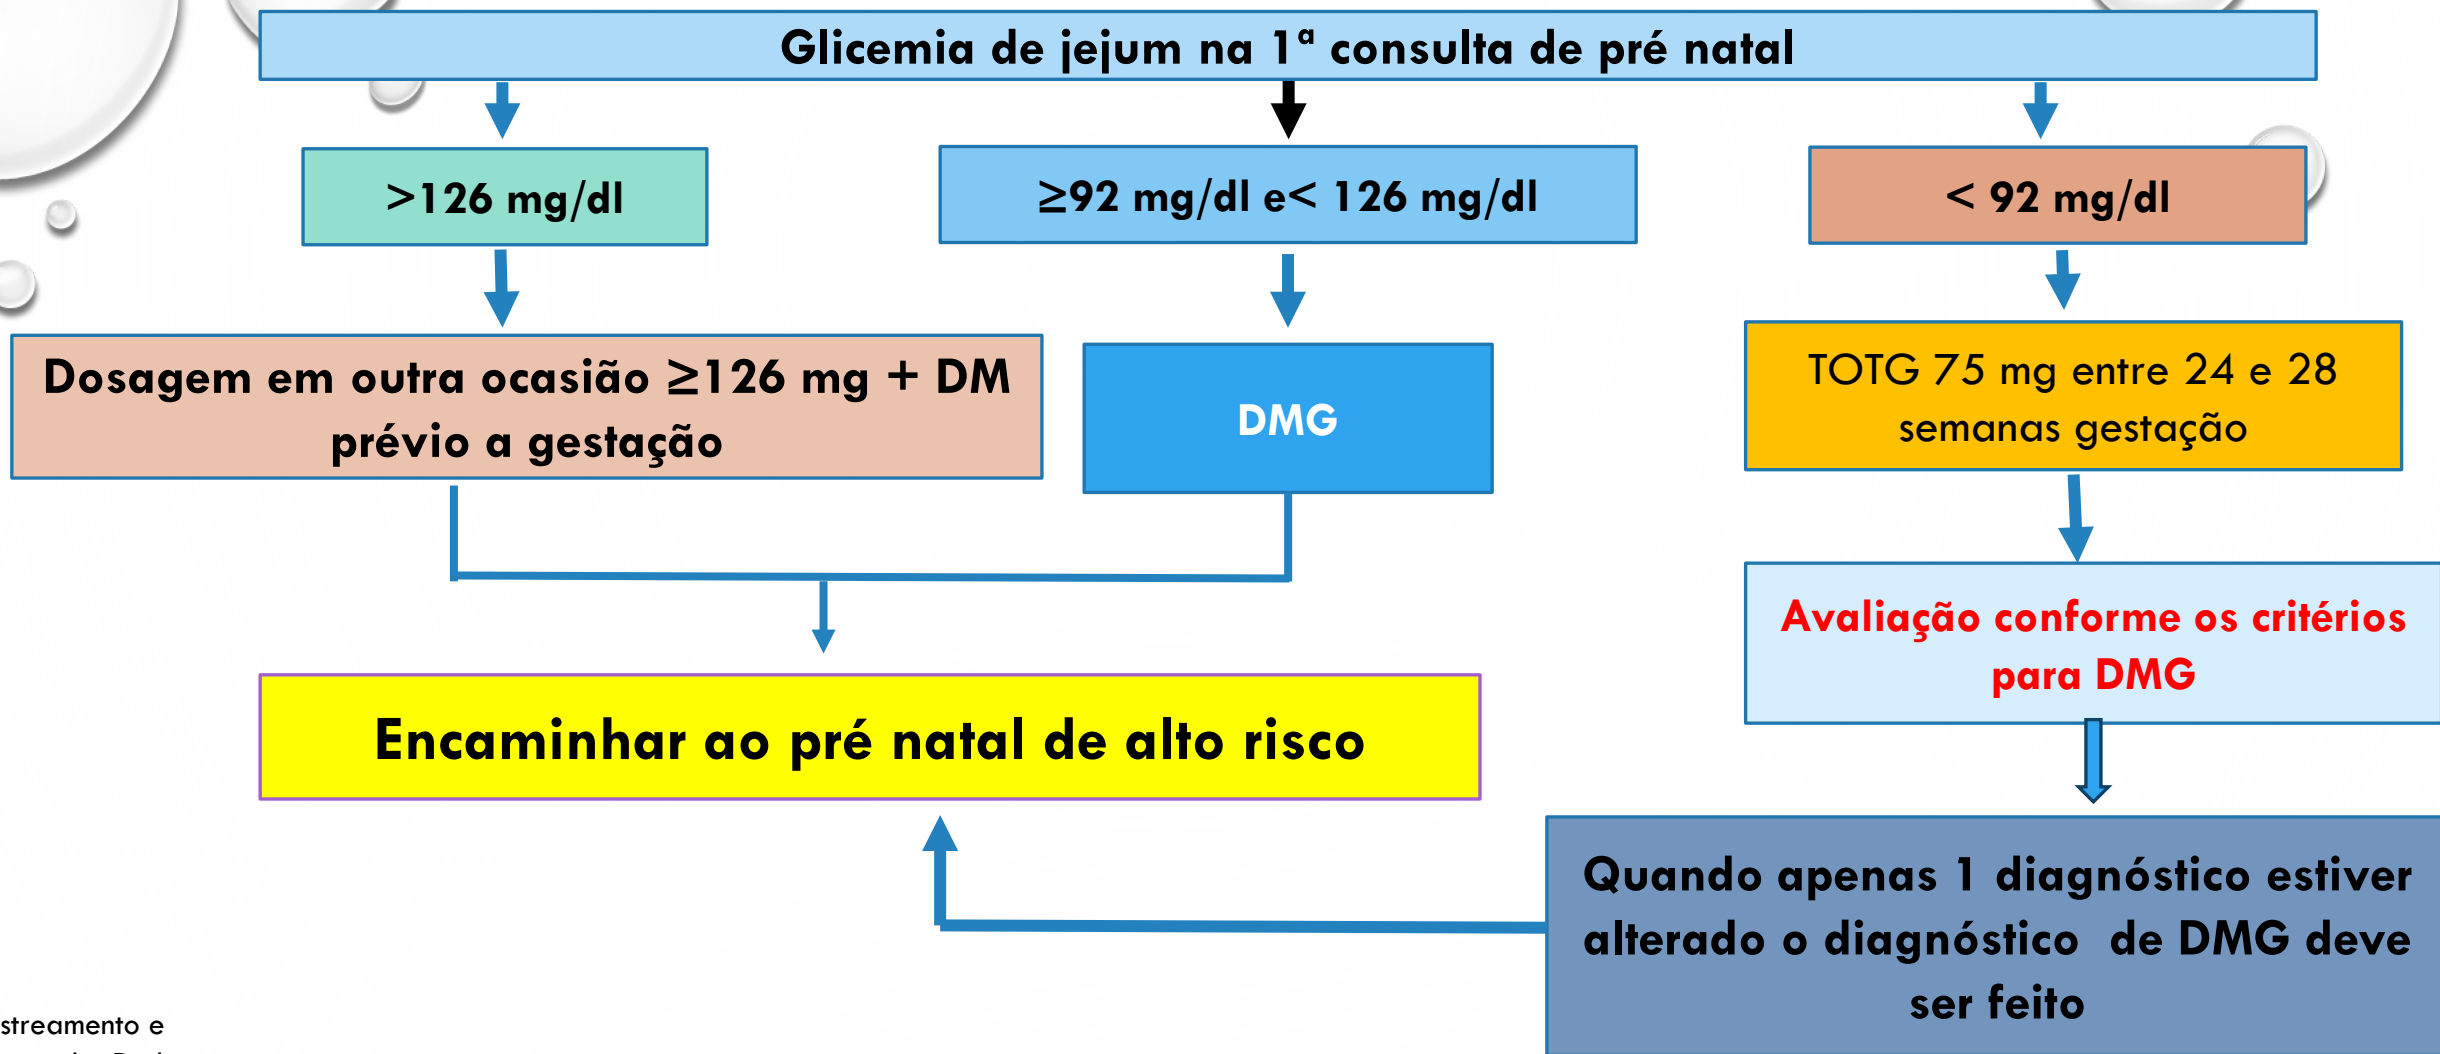 Glicemia de jejum na 1ª consulta de pré natal
>126 mg/dl
≥92 mg/dl e< 126 mg/dl
< 92 mg/dl
Dosagem em outra ocasião ≥126 mg + DM
prévio a gestação
DMG
TOTG 75 mg entre 24 e 28
semanas gestação
Avaliação conforme os critérios
para DMG
Encaminhar ao pré natal de alto risco
Quando apenas 1 diagnóstico estiver
alterado o diagnóstico  de DMG deve
ser feito
streamento e